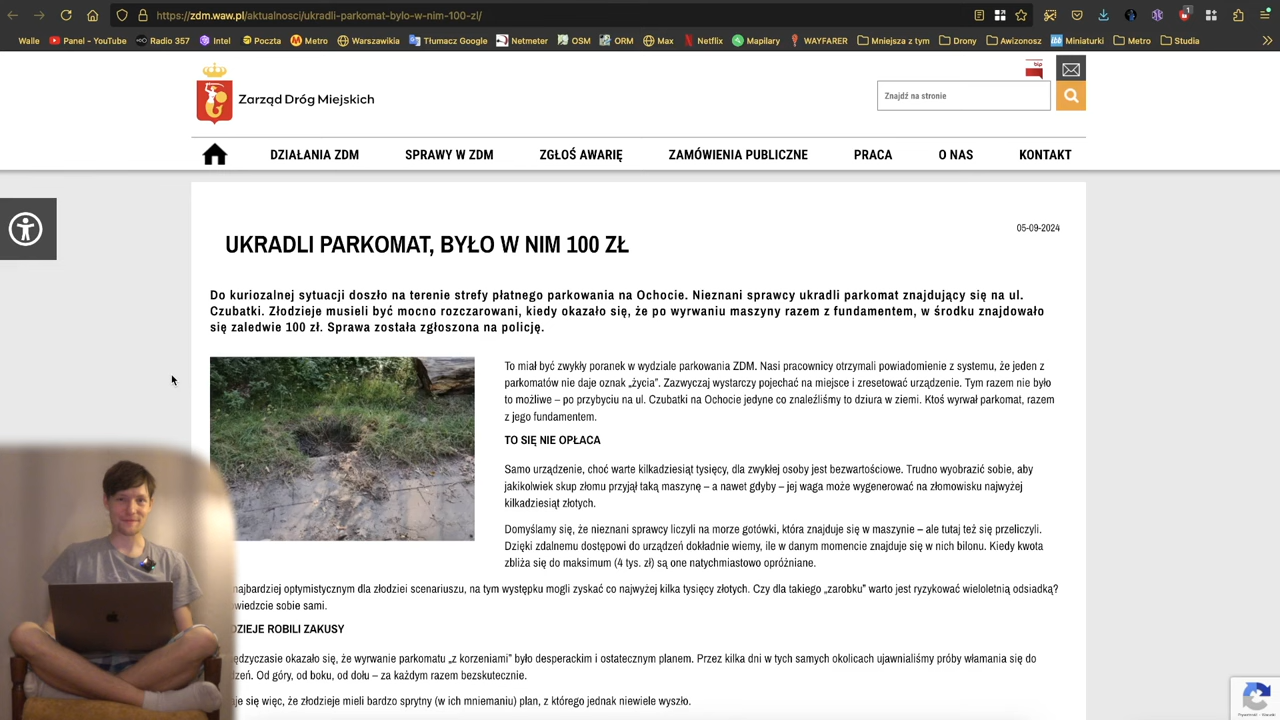 https://zdm.waw.pl/aktualnosci/ukradli-parkomat-bylo-w-nim-100-zl/
Walle
Panel - YouTube
Radio 357
Intel
Poczta
Metro
Warszawikia
Tłumacz Google
Netmeter
OSM
ORM
Max
Netflix
Mapilary
WAYFARER
Mniejsza z tym
Drony
Awizonosz
Miniaturki
Metro
Studia
bip
Zarząd Dróg Miejskich
Znajdź na stronie
DZIAŁANIA ZDM
SPRAWY W ZDM
ZGŁOŚ AWARIĘ
ZAMÓWIENIA PUBLICZNE
PRACA
O NAS
KONTAKT
05-09-2024
UKRADLI PARKOMAT, BYŁO W NIM 100 ZŁ
Do kuriozalnej sytuacji doszło na terenie strefy płatnego parkowania na Ochocie. Nieznani sprawcy ukradli parkomat znajdujący się na ul.
Czubatki. Złodzieje musieli być mocno rozczarowani, kiedy okazało się, że po wyrwaniu maszyny razem z fundamentem, w środku znajdowało
się zaledwie 100 zł. Sprawa została zgłoszona na policję.
To miał być zwykły poranek w wydziale parkowania ZDM. Nasi pracownicy otrzymali powiadomienie z systemu, że jeden z
parkomatów nie daje oznak „życia”. Zazwyczaj wystarczy pojechać na miejsce i zresetować urządzenie. Tym razem nie było
to możliwe – po przybyciu na ul. Czubatki na Ochocie jedyne co znaleźliśmy to dziura w ziemi. Ktoś wyrwał parkomat, razem
z jego fundamentem.
TO SIĘ NIE OPŁACA
Samo urządzenie, choć warte kilkadziesiąt tysięcy, dla zwykłej osoby jest bezwartościowe. Trudno wyobrazić sobie, aby
jakikolwiek skup złomu przyjął taką maszynę – a nawet gdyby – jej waga może wygenerować na złomowisku najwyżej
kilkadziesiąt złotych.
Domyślamy się, że nieznani sprawcy liczyli na morze gotówki, która znajduje się w maszynie – ale tutaj też się przeliczyli.
Dzięki zdalnemu dostępowi do urządzeń dokładnie wiemy, ile w danym momencie znajduje się w nich bilonu. Kiedy kwota
zbliża się do maksimum (4 tys. zł) są one natychmiastowo opróżniane.
najbardziej optymistycznym dla złodziei scenariuszu, na tym występku mogli zyskać co najwyżej kilka tysięcy złotych. Czy dla takiego „zarobku” warto jest ryzykować wieloletnią odsiadkę?
wiedzcie sobie sami.
DZIEJE ROBILI ZAKUSY
ędzyczasie okazało się, że wyrwanie parkomatu „z korzeniami” było desperackim i ostatecznym planem. Przez kilka dni w tych samych okolicach ujawnialiśmy próby włamania się do
dzeń. Od góry, od boku, od dołu – za każdym razem bezskutecznie.
je się więc, że złodzieje mieli bardzo sprytny (w ich mniemaniu) plan, z którego jednak niewiele wyszło.